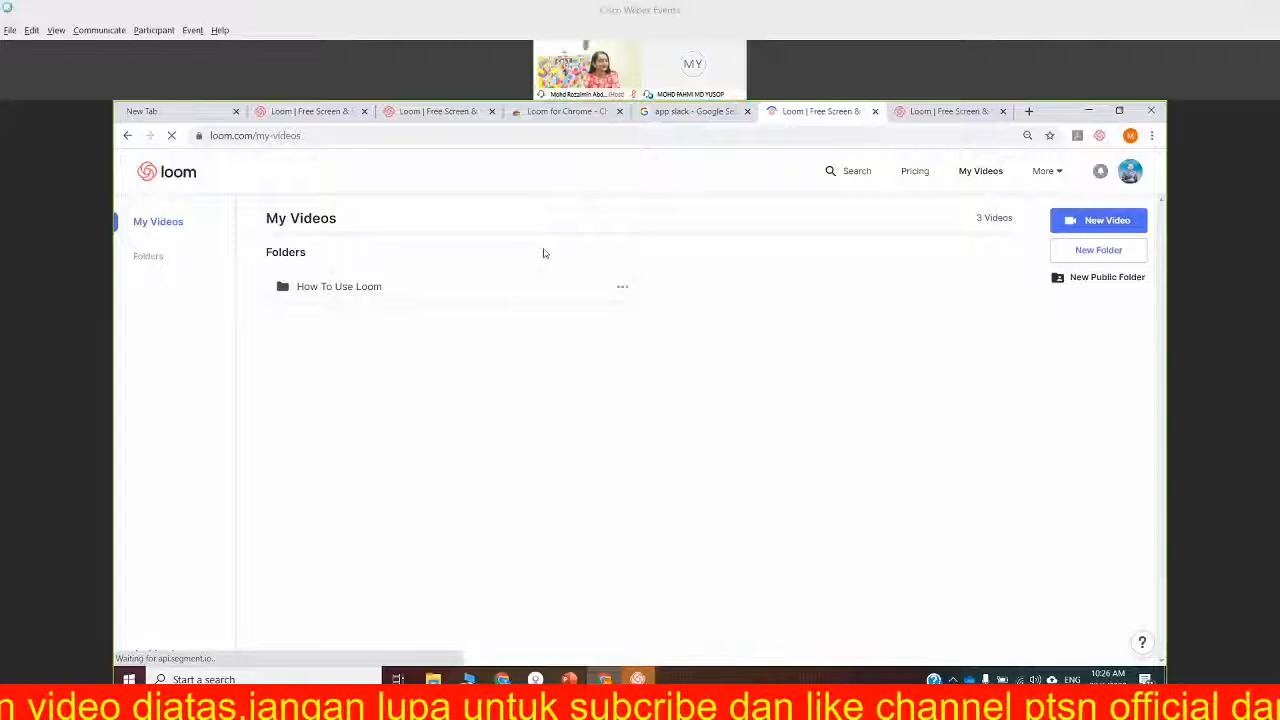 Cisco Webex Events
File Edit View Communicate Participant Event Help
MY
Mohd Rozaimin Abd... (Host)
MOHD FAHMI MD YUSOP
New Tab
Loom | Free Screen &
Loom | Free Screen &
Loom for Chrome - Ch
app slack - Google Se
Loom | Free Screen &
Loom | Free Screen &
loom.com/my-videos
M
loom
Search
Pricing
My Videos
More
My Videos
Folders
My Videos
3 Videos
New Video
Folders
New Folder
How To Use Loom
New Public Folder
?
Waiting for api.segment.io...
Start a search
ENG
10:26 AM
m video diatas,jangan lupa untuk subcribe dan like channel ptsn official da